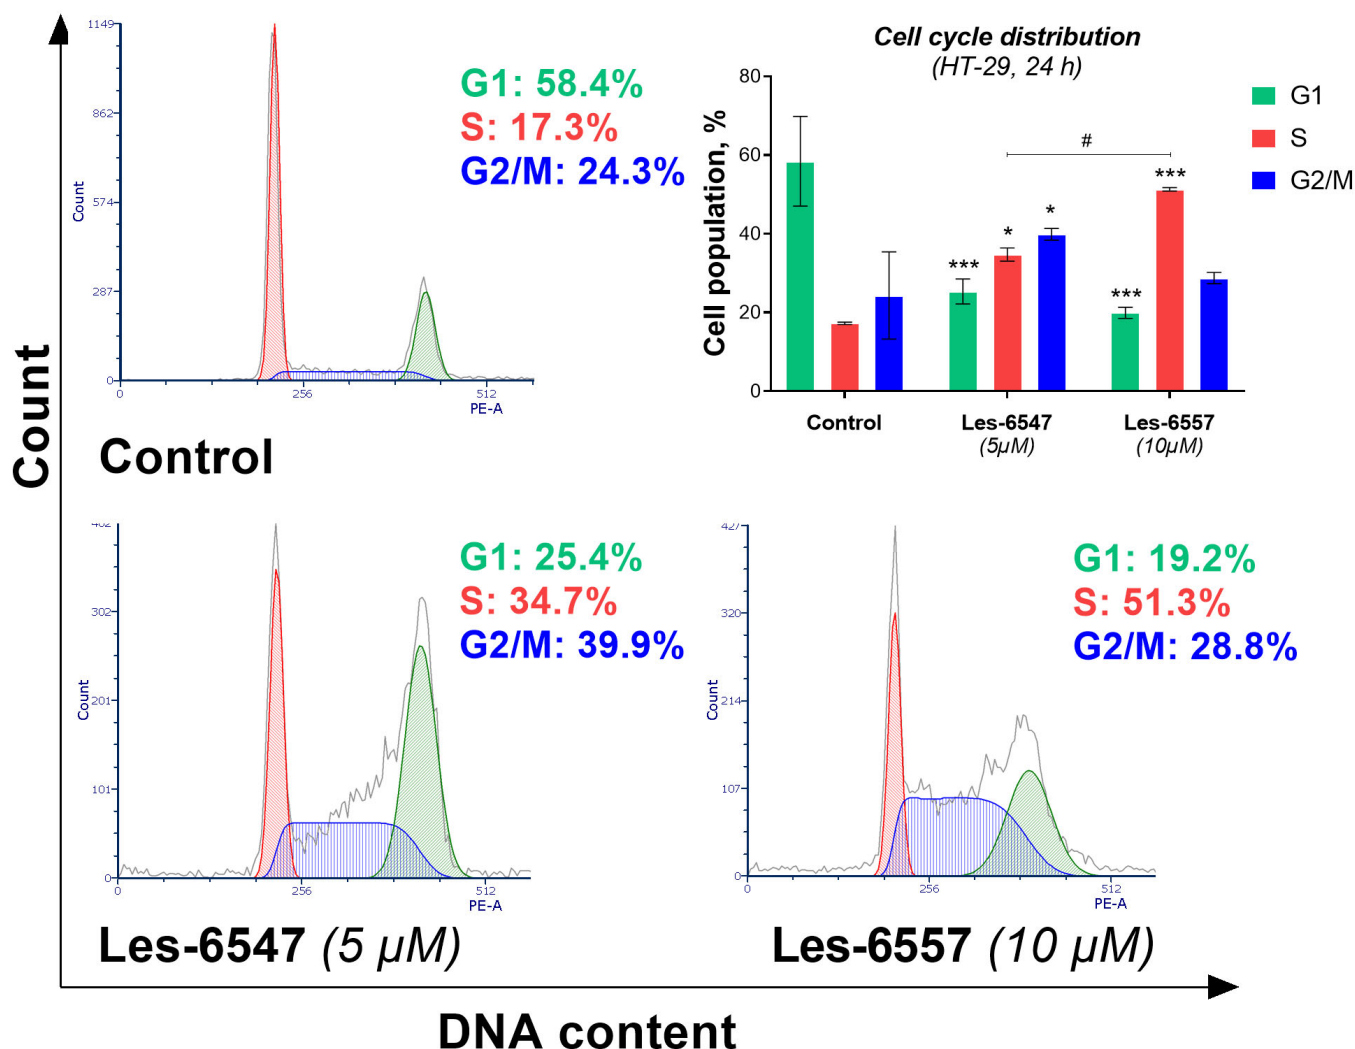 Count
1149
862
574
287
0
Count
0
256
512
PE-A
G1: 58.4%
S: 17.3%
G2/M: 24.3%
Control
Cell cycle distribution
(HT-29, 24 h)
Cell population, %
80
60
40
20
0
***
*
*
#
***
***
Control
Les-6547
(5µM)
Les-6557
(10µM)
G1
S
G2/M
402
302
201
101
0
Count
0
256
512
PE-A
G1: 25.4%
S: 34.7%
G2/M: 39.9%
Les-6547 (5 µM)
427
320
214
107
0
Count
0
256
512
PE-A
G1: 19.2%
S: 51.3%
G2/M: 28.8%
Les-6557 (10 µM)
DNA content